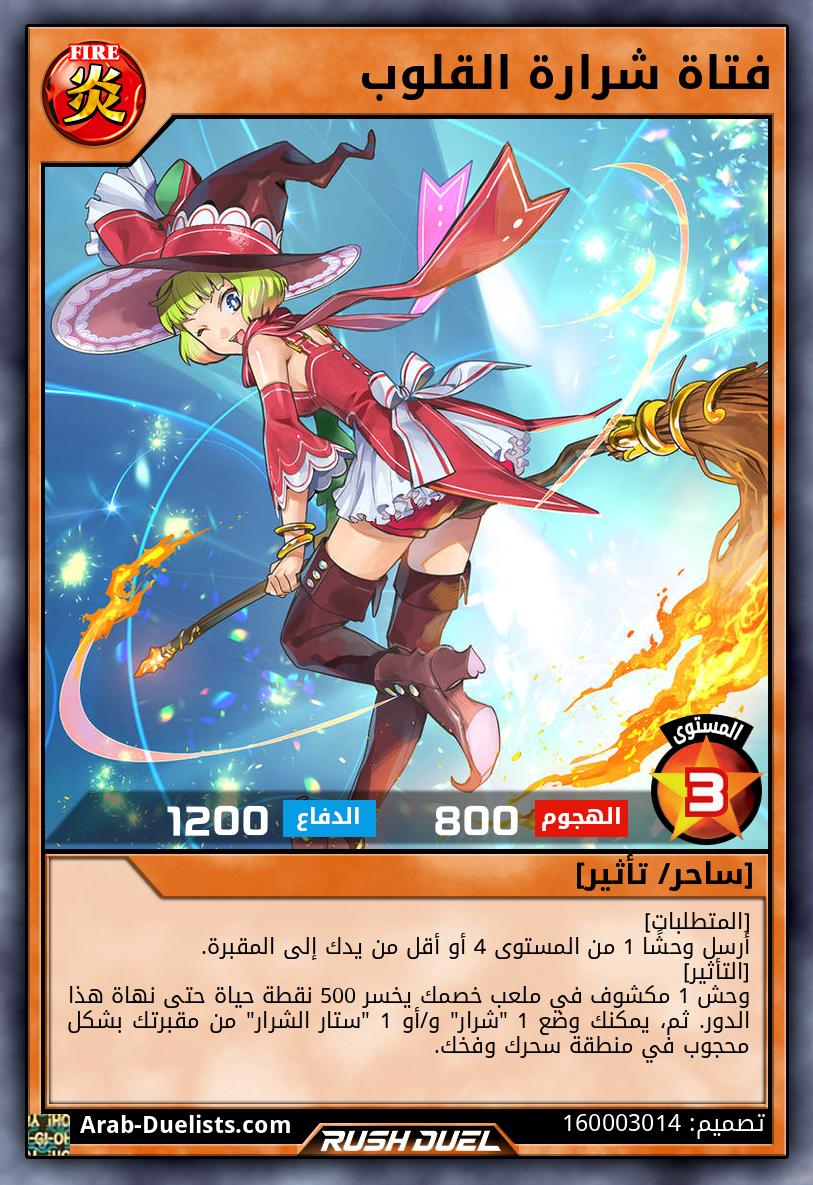 فتاة شرارة القلوب
FIRE
炎
المستوى
3
الهجوم 800 الدفاع 1200
[ساحر/ تأثير]
[المتطلبات]
أرسل وحشًا 1 من المستوى 4 أو أقل من يدك إلى المقبرة.
[التأثير]
وحش 1 مكشوف في ملعب خصمك يخسر 500 نقطة حياة حتى نهاة هذا
الدور. ثم، يمكنك وضع 1 "شرار" و/أو 1 "ستار الشرار" من مقبرتك بشكل
محجوب في منطقة سحرك وفخك.
تصميم: 160003014
RUSH DUEL
Arab-Duelists.com